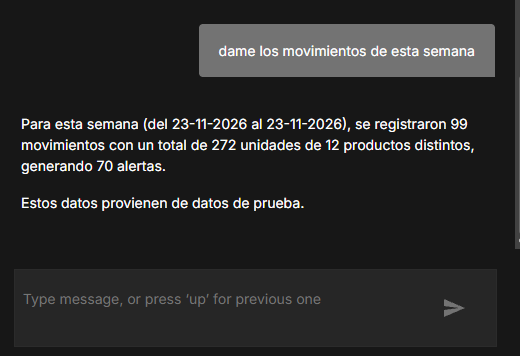 dame los movimientos de esta semana
Para esta semana (del 23-11-2026 al 23-11-2026), se registraron 99
movimientos con un total de 272 unidades de 12 productos distintos,
generando 70 alertas.
Estos datos provienen de datos de prueba.
Type message, or press 'up' for previous one